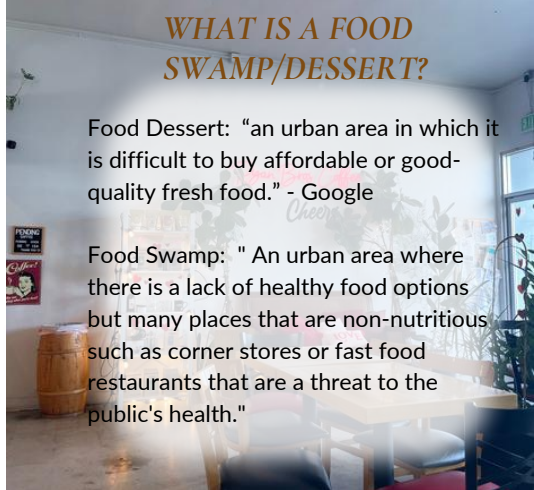 WHAT IS A FOOD
SWAMP/DESSERT?
Food Dessert:  “an urban area in which it
is difficult to buy affordable or good-
quality fresh food.” - Google
Cheers
Food Swamp:  " An urban area where
there is a lack of healthy food options
but many places that are non-nutritious
such as corner stores or fast food
restaurants that are a threat to the
public's health."
PENDING
Coffee!